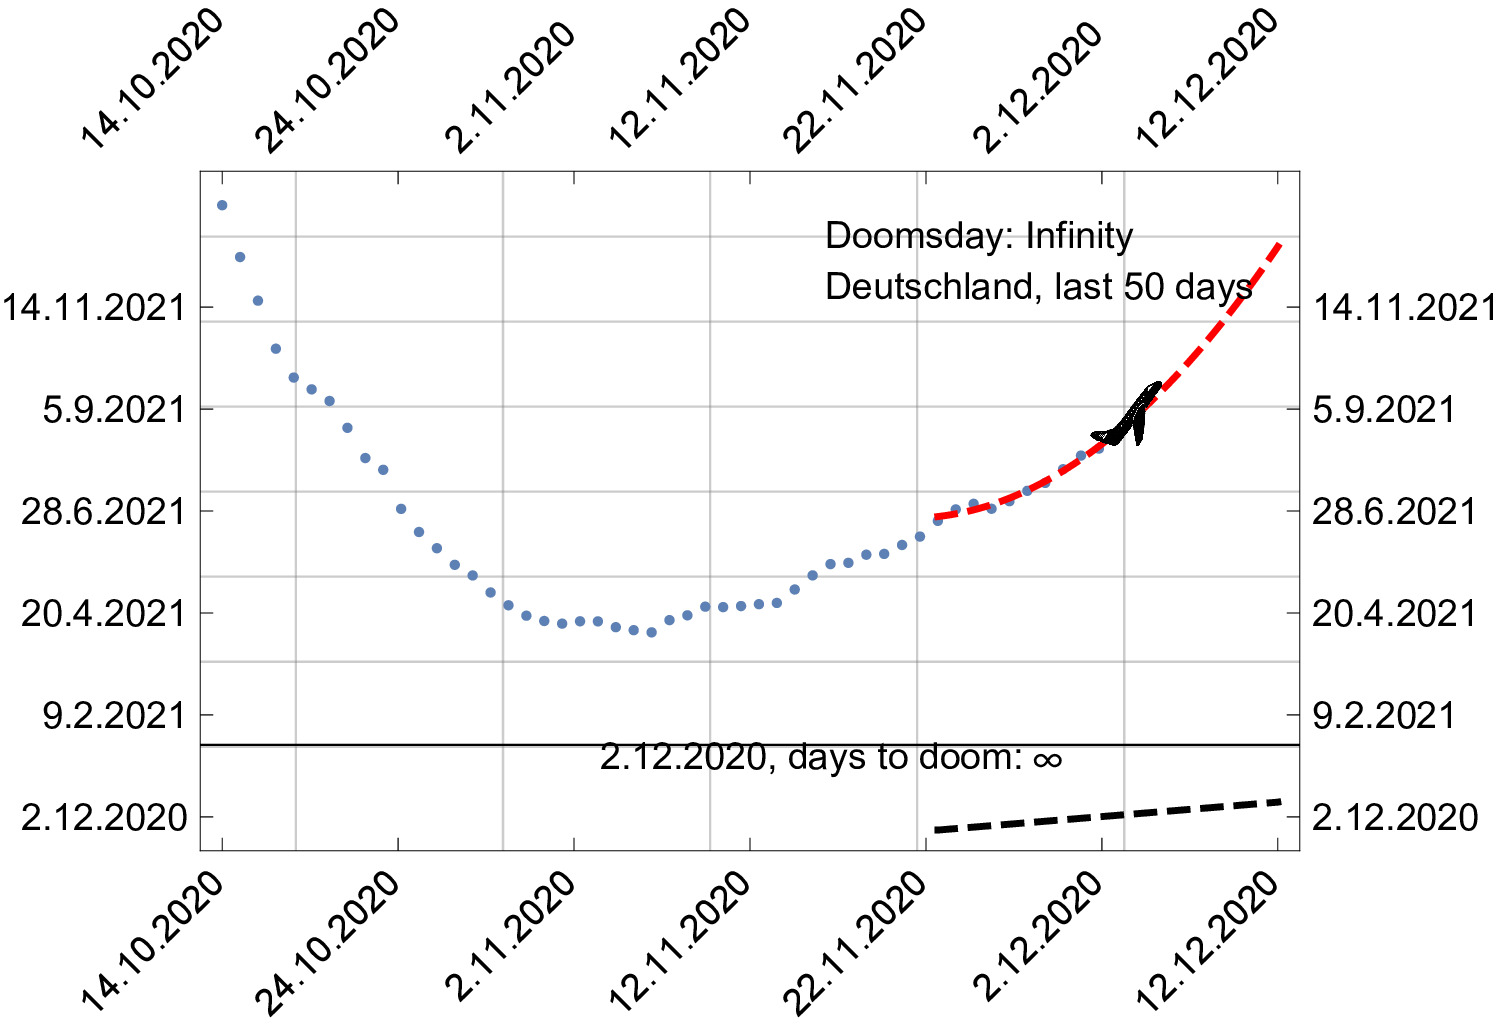 14.10.2020 24.10.2020 2.11.2020 12.11.2020 22.11.2020 2.12.2020 12.12.2020
Doomsday: Infinity
Deutschland, last 50 days
14.11.2021 14.11.2021
5.9.2021 5.9.2021
28.6.2021 28.6.2021
20.4.2021 20.4.2021
9.2.2021 9.2.2021
2.12.2020, days to doom: ∞
2.12.2020 2.12.2020
14.10.2020 24.10.2020 2.11.2020 12.11.2020 22.11.2020 2.12.2020 12.12.2020